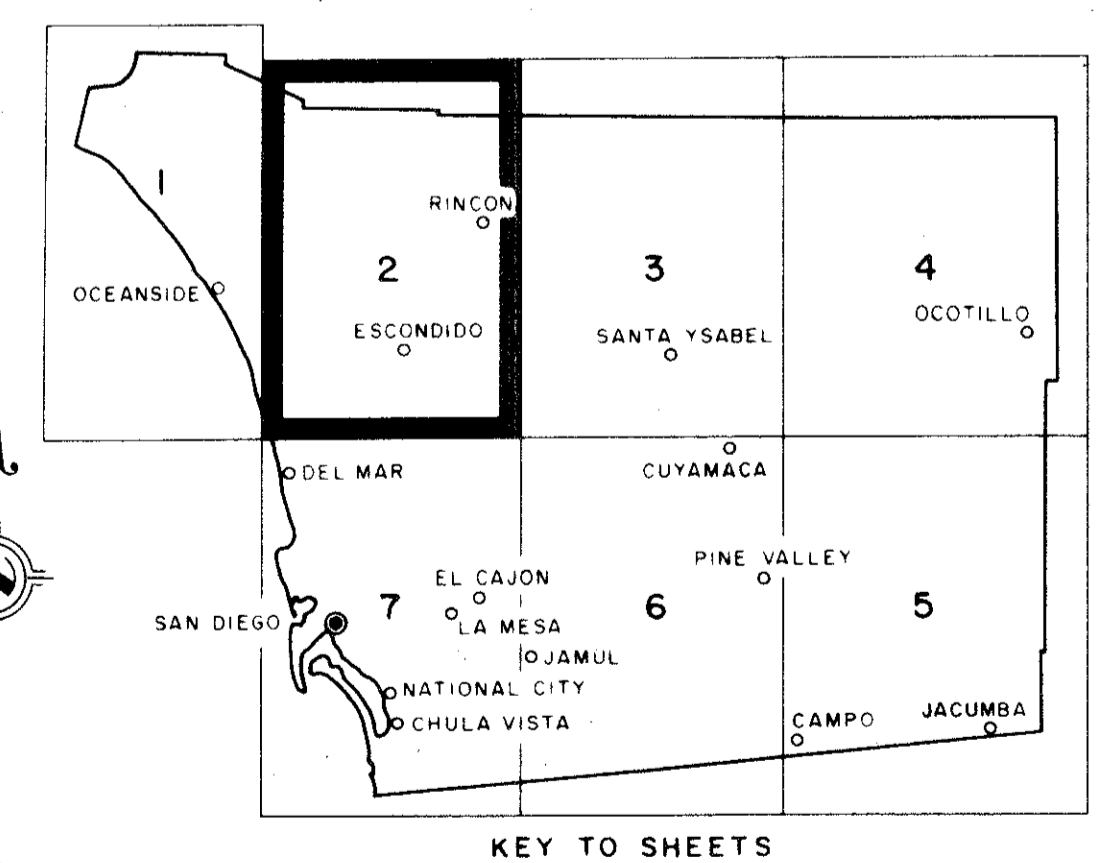 1
RINCON
2
3
4
OCEANSIDE
OCOTILLO
ESCONDIDO
SANTA YSABEL
DEL MAR
CUYAMACA
PINE VALLEY
EL CAJON
7
6
5
SAN DIEGO
LA MESA
JAMUL
NATIONAL CITY
CHULA VISTA
CAMPO
JACUMBA
KEY TO SHEETS